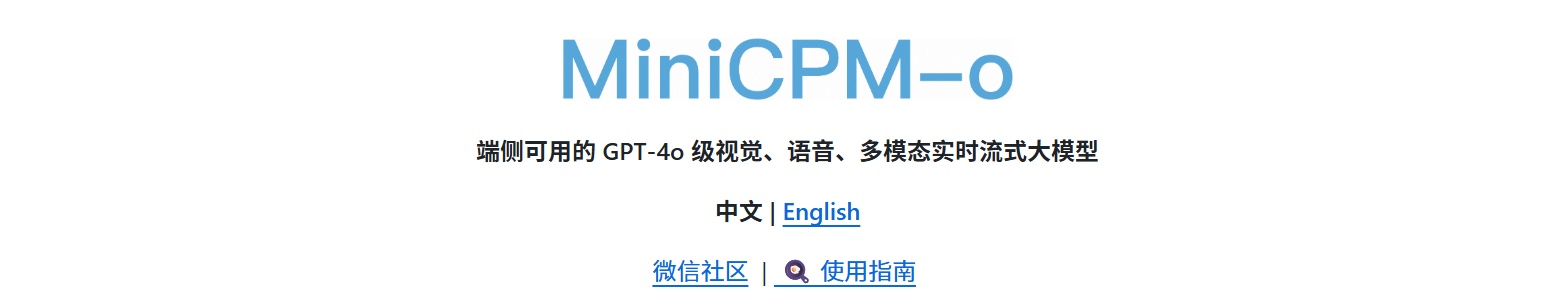 MiniCPM-o
端侧可用的 GPT-4o 级视觉、语音、多模态实时流式大模型
中文 | English
微信社区 | 使用指南